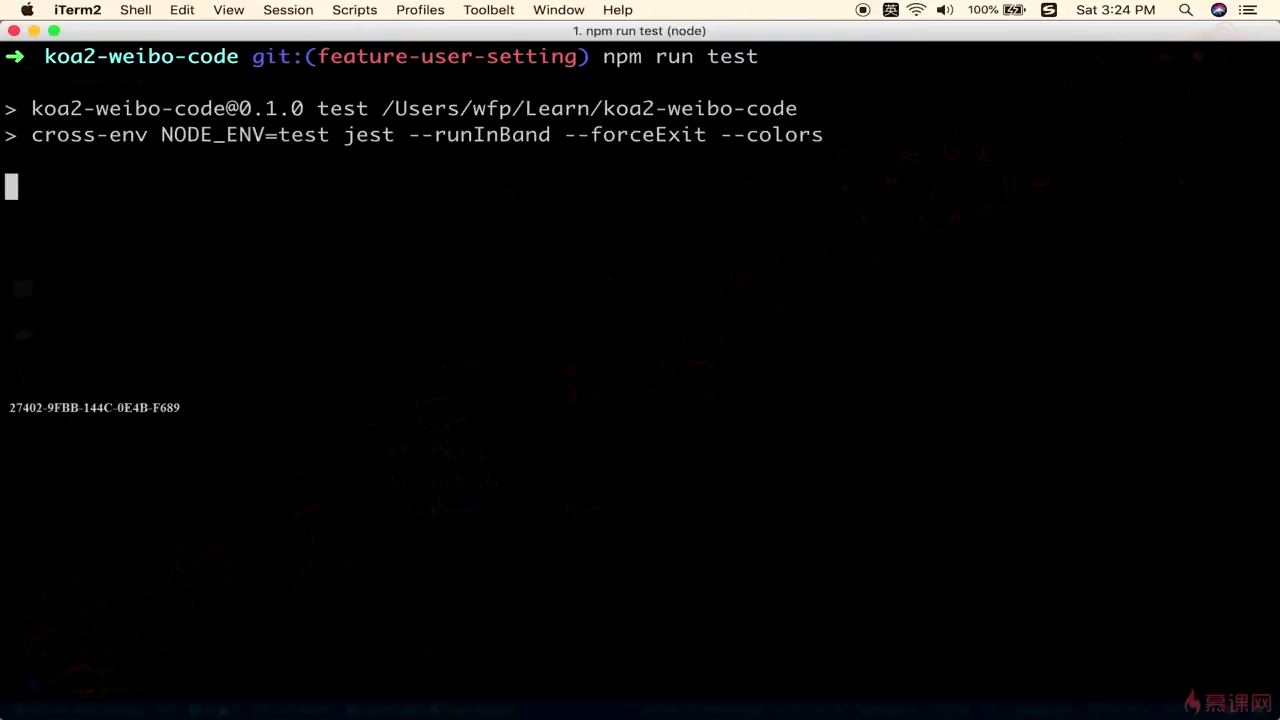 iTerm2 Shell Edit View Session Scripts Profiles Toolbelt Window Help 英 100% Sat 3:24 PM
1. npm run test (node)
➜ koa2-weibo-code git:(feature-user-setting) npm run test
> koa2-weibo-code@0.1.0 test /Users/wfp/Learn/koa2-weibo-code
> cross-env NODE_ENV=test jest --runInBand --forceExit --colors
27402-9FBB-144C-0E4B-F689
慕课网